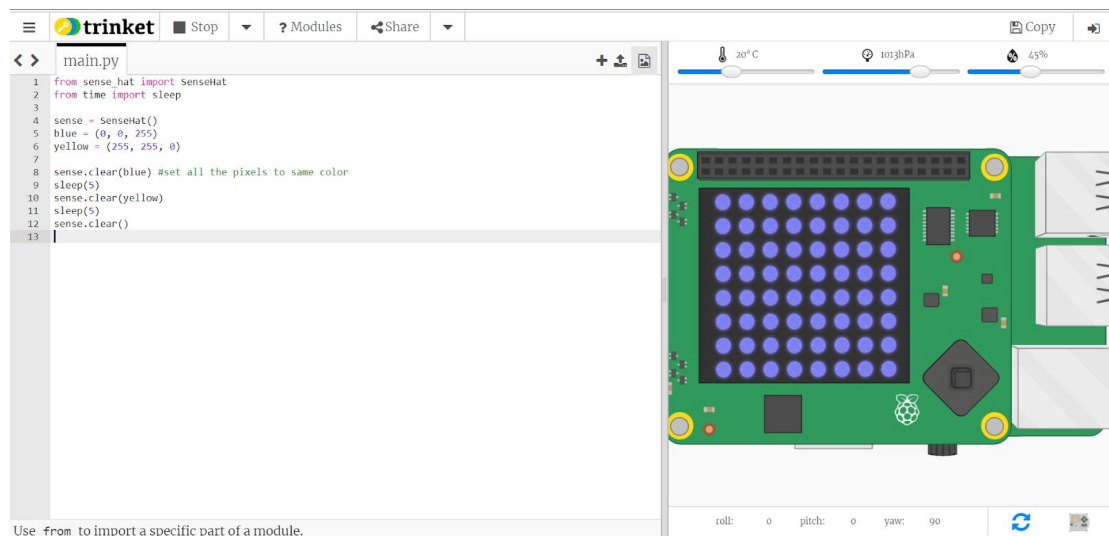 trinket Stop ? Modules Share Copy
main.py
20° C 1013hPa 45%
1 from sense_hat import SenseHat
2 from time import sleep
3
4 sense = SenseHat()
5 blue = (0, 0, 255)
6 yellow = (255, 255, 0)
7
8 sense.clear(blue) #set all the pixels to same color
9 sleep(5)
10 sense.clear(yellow)
11 sleep(5)
12 sense.clear()
13
roll: 0 pitch: 0 yaw: 90
Use from to import a specific part of a module.